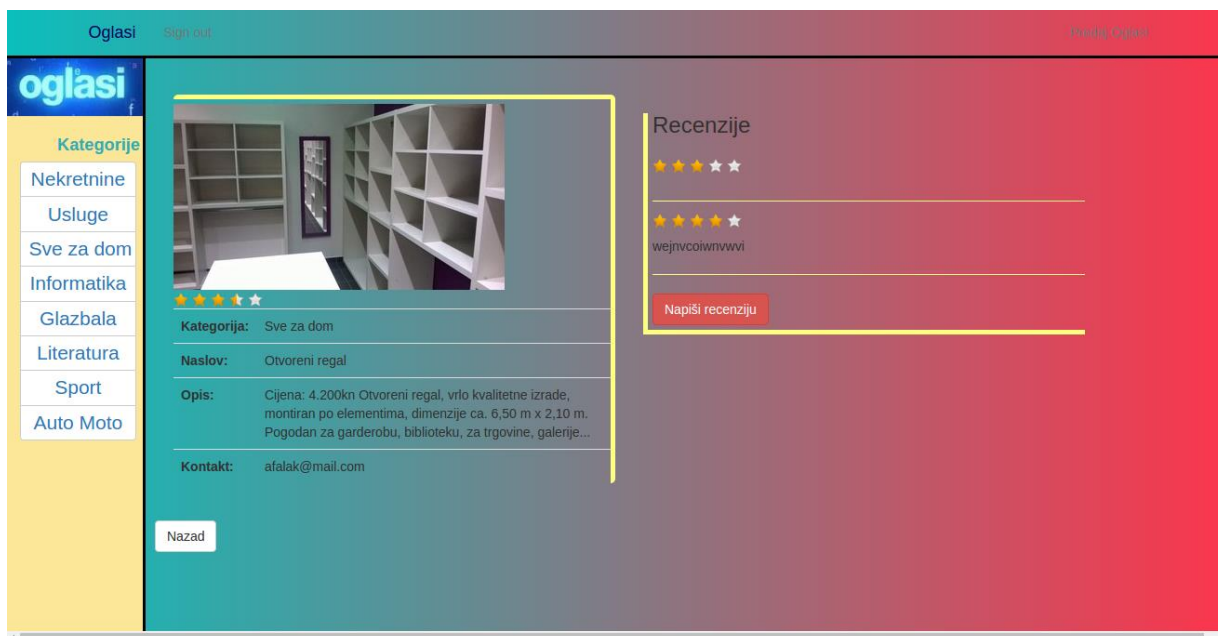 Oglasi Sign out Predaj Oglas
oglasi
Kategorije
Nekretnine
Usluge
Sve za dom
Informatika
Glazbala
Literatura
Sport
Auto Moto
Kategorija: Sve za dom
Naslov: Otvoreni regal
Opis: Cijena: 4.200kn Otvoreni regal, vrlo kvalitetne izrade,
montiran po elementima, dimenzije ca. 6,50 m x 2,10 m.
Pogodan za garderobu, biblioteku, za trgovine, galerije...
Kontakt: afalak@mail.com
Nazad
Recenzije
wejnvcoiwnvwvi
Napiši recenziju